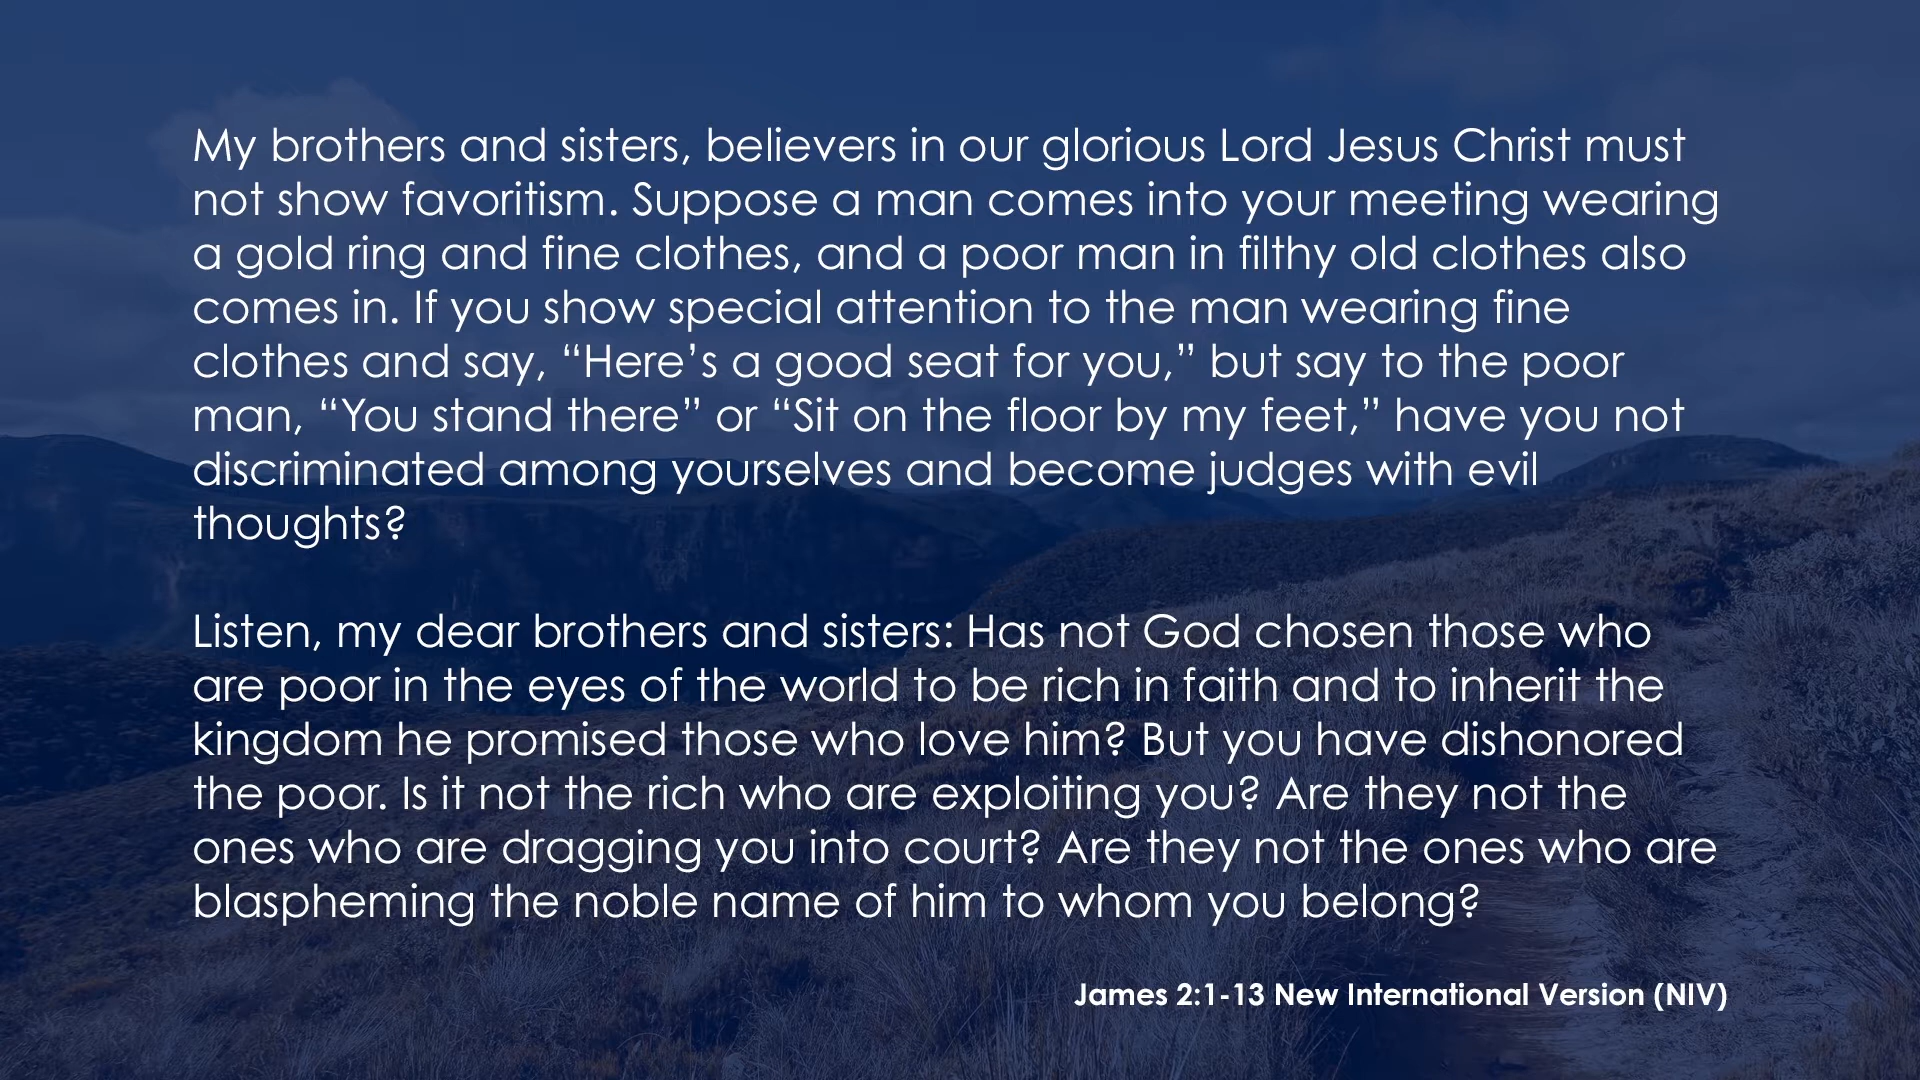 My brothers and sisters, believers in our glorious Lord Jesus Christ must
not show favoritism. Suppose a man comes into your meeting wearing
a gold ring and fine clothes, and a poor man in filthy old clothes also
comes in. If you show special attention to the man wearing fine
clothes and say, “Here’s a good seat for you,” but say to the poor
man, “You stand there” or “Sit on the floor by my feet,” have you not
discriminated among yourselves and become judges with evil
thoughts?
Listen, my dear brothers and sisters: Has not God chosen those who
are poor in the eyes of the world to be rich in faith and to inherit the
kingdom he promised those who love him? But you have dishonored
the poor. Is it not the rich who are exploiting you? Are they not the
ones who are dragging you into court? Are they not the ones who are
blaspheming the noble name of him to whom you belong?
James 2:1-13 New International Version (NIV)